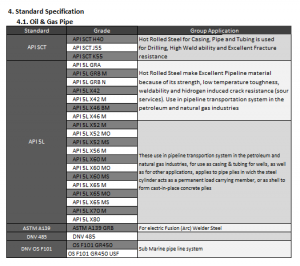 4. Standard Specification
4.1. Oil & Gas Pipe
Standard Grade Group Application
API 5CT
API 5CT H40
API 5CT J55
API 5CT K55
Hot Rolled Steel for Casing, Pipe and Tubing is used
for Drilling, High Weld ability and Excellent Fracture
resistance
API 5L
API 5L GRA
API 5L GRB M
API 5L GRB N
API 5L X42
API 5L X42 M
API 5L X46 BM
API 5L X42 M
Hot Rolled Steel make Excellent Pipeline material
because of its strength, low temperature toughness,
weldability and hidrogen induced crack resistance (sour
services). Use in pipeline transportation system in the
petroleum and natural gas industries
API 5L X52 M
API 5L X52 MO
API 5L X52 MS
API 5L X56 M
API 5L X60 M
API 5L X60 MO
API 5L X60 MS
API 5L X65 M
API 5L X65 MO
API 5L X65 MS
API 5L X70 M
API 5L X80
These use in pipeline transportion system in the petroleum and
natural gas industries, for use as casing & tubing for wells, as well
as for other applications, applies to pipe piles in wich the steel
cylinder acts as a permanent load carrying member, or as shell to
form cast-in-place concrete piles
ASTM A139 ASTM A139 GRB For electric Fusion (Arc) Welder Steel
DNV 485 DNV 485
DNV OS F101
OS F101 GR450
OS F101 GR450 USF
Sub Marine pipe line system